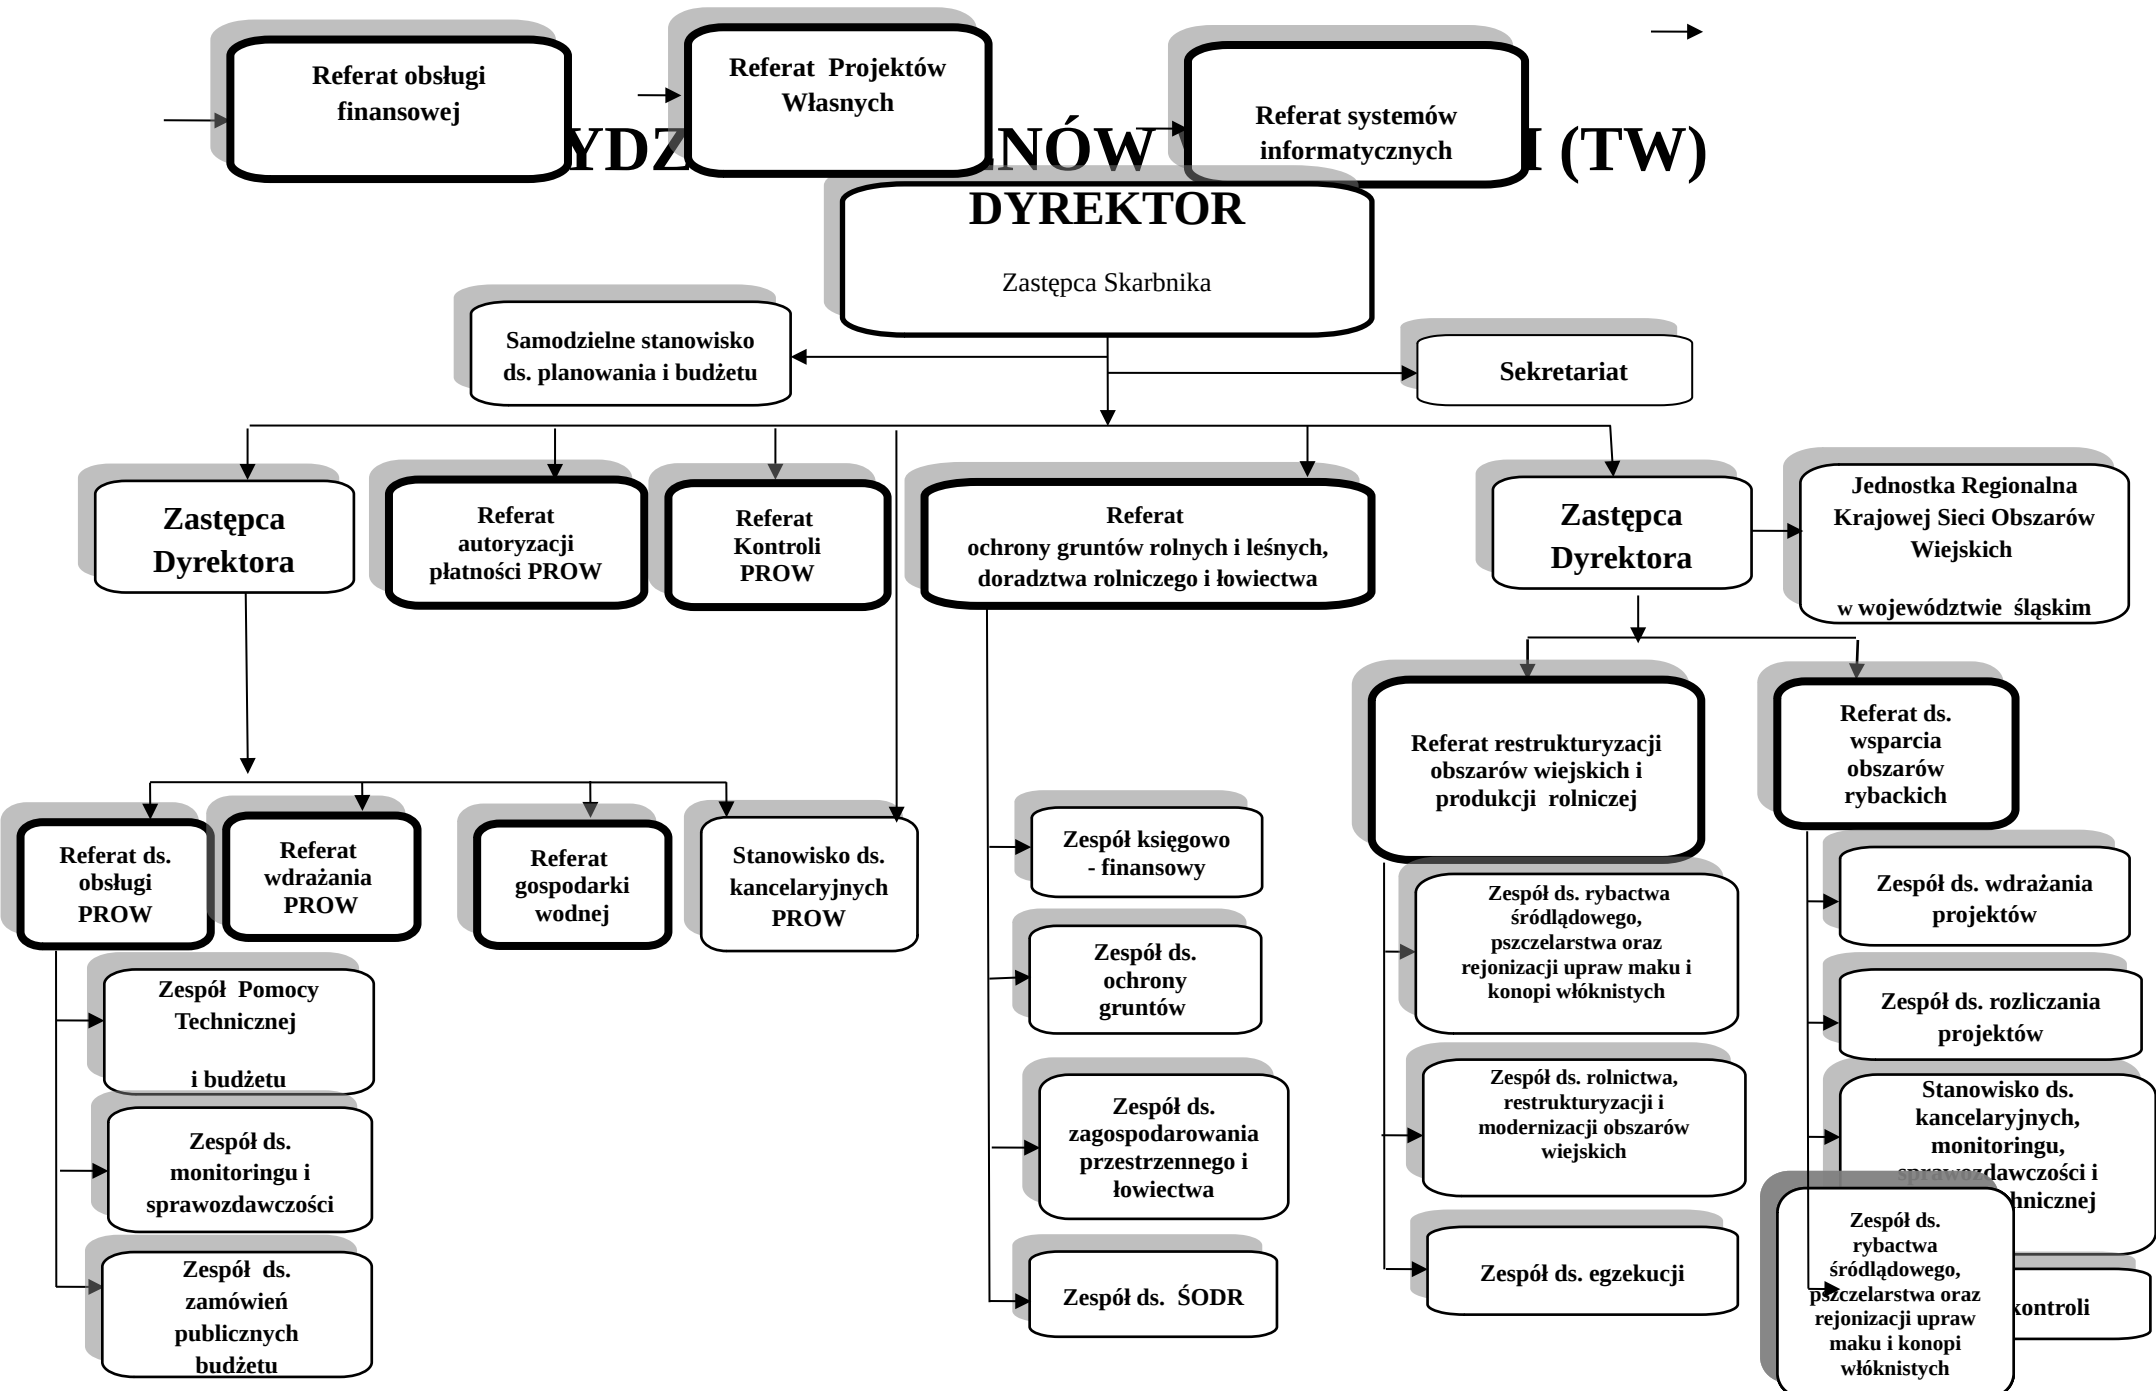 Referat obsługi
finansowej
Referat Projektów
Własnych
Referat systemów
informatycznych
(TW)
DYREKTOR
Zastępca Skarbnika
Samodzielne stanowisko
ds. planowania i budżetu
Sekretariat
Zastępca
Dyrektora
Referat
autoryzacji
płatności PROW
Referat
Kontroli
PROW
Referat
ochrony gruntów rolnych i leśnych,
doradztwa rolniczego i łowiectwa
Zastępca
Dyrektora
Jednostka Regionalna
Krajowej Sieci Obszarów
Wiejskich
w województwie śląskim
Referat restrukturyzacji
obszarów wiejskich i
produkcji rolniczej
Referat ds.
wsparcia
obszarów
rybackich
Referat ds.
obsługi
PROW
Referat
wdrażania
PROW
Referat
gospodarki
wodnej
Stanowisko ds.
kancelaryjnych
PROW
Zespół Pomocy
Technicznej
i budżetu
Zespół ds.
monitoringu i
sprawozdawczości
Zespół ds.
zamówień
publicznych
budżetu
Zespół księgowo
- finansowy
Zespół ds.
ochrony
gruntów
Zespół ds.
zagospodarowania
przestrzennego i
łowiectwa
Zespół ds. ŚODR
Zespół ds. rybactwa
śródlądowego,
pszczelarstwa oraz
rejonizacji upraw maku i
konopi włóknistych
Zespół ds. rolnictwa,
restrukturyzacji i
modernizacji obszarów
wiejskich
Zespół ds. egzekucji
Zespół ds. wdrażania
projektów
Zespół ds. rozliczania
projektów
Stanowisko ds.
kancelaryjnych,
monitoringu,
sprawozdawczości i
Zespół ds.
rybactwa
śródlądowego,
pszczelarstwa oraz
rejonizacji upraw
maku i konopi
włóknistych
kontroli